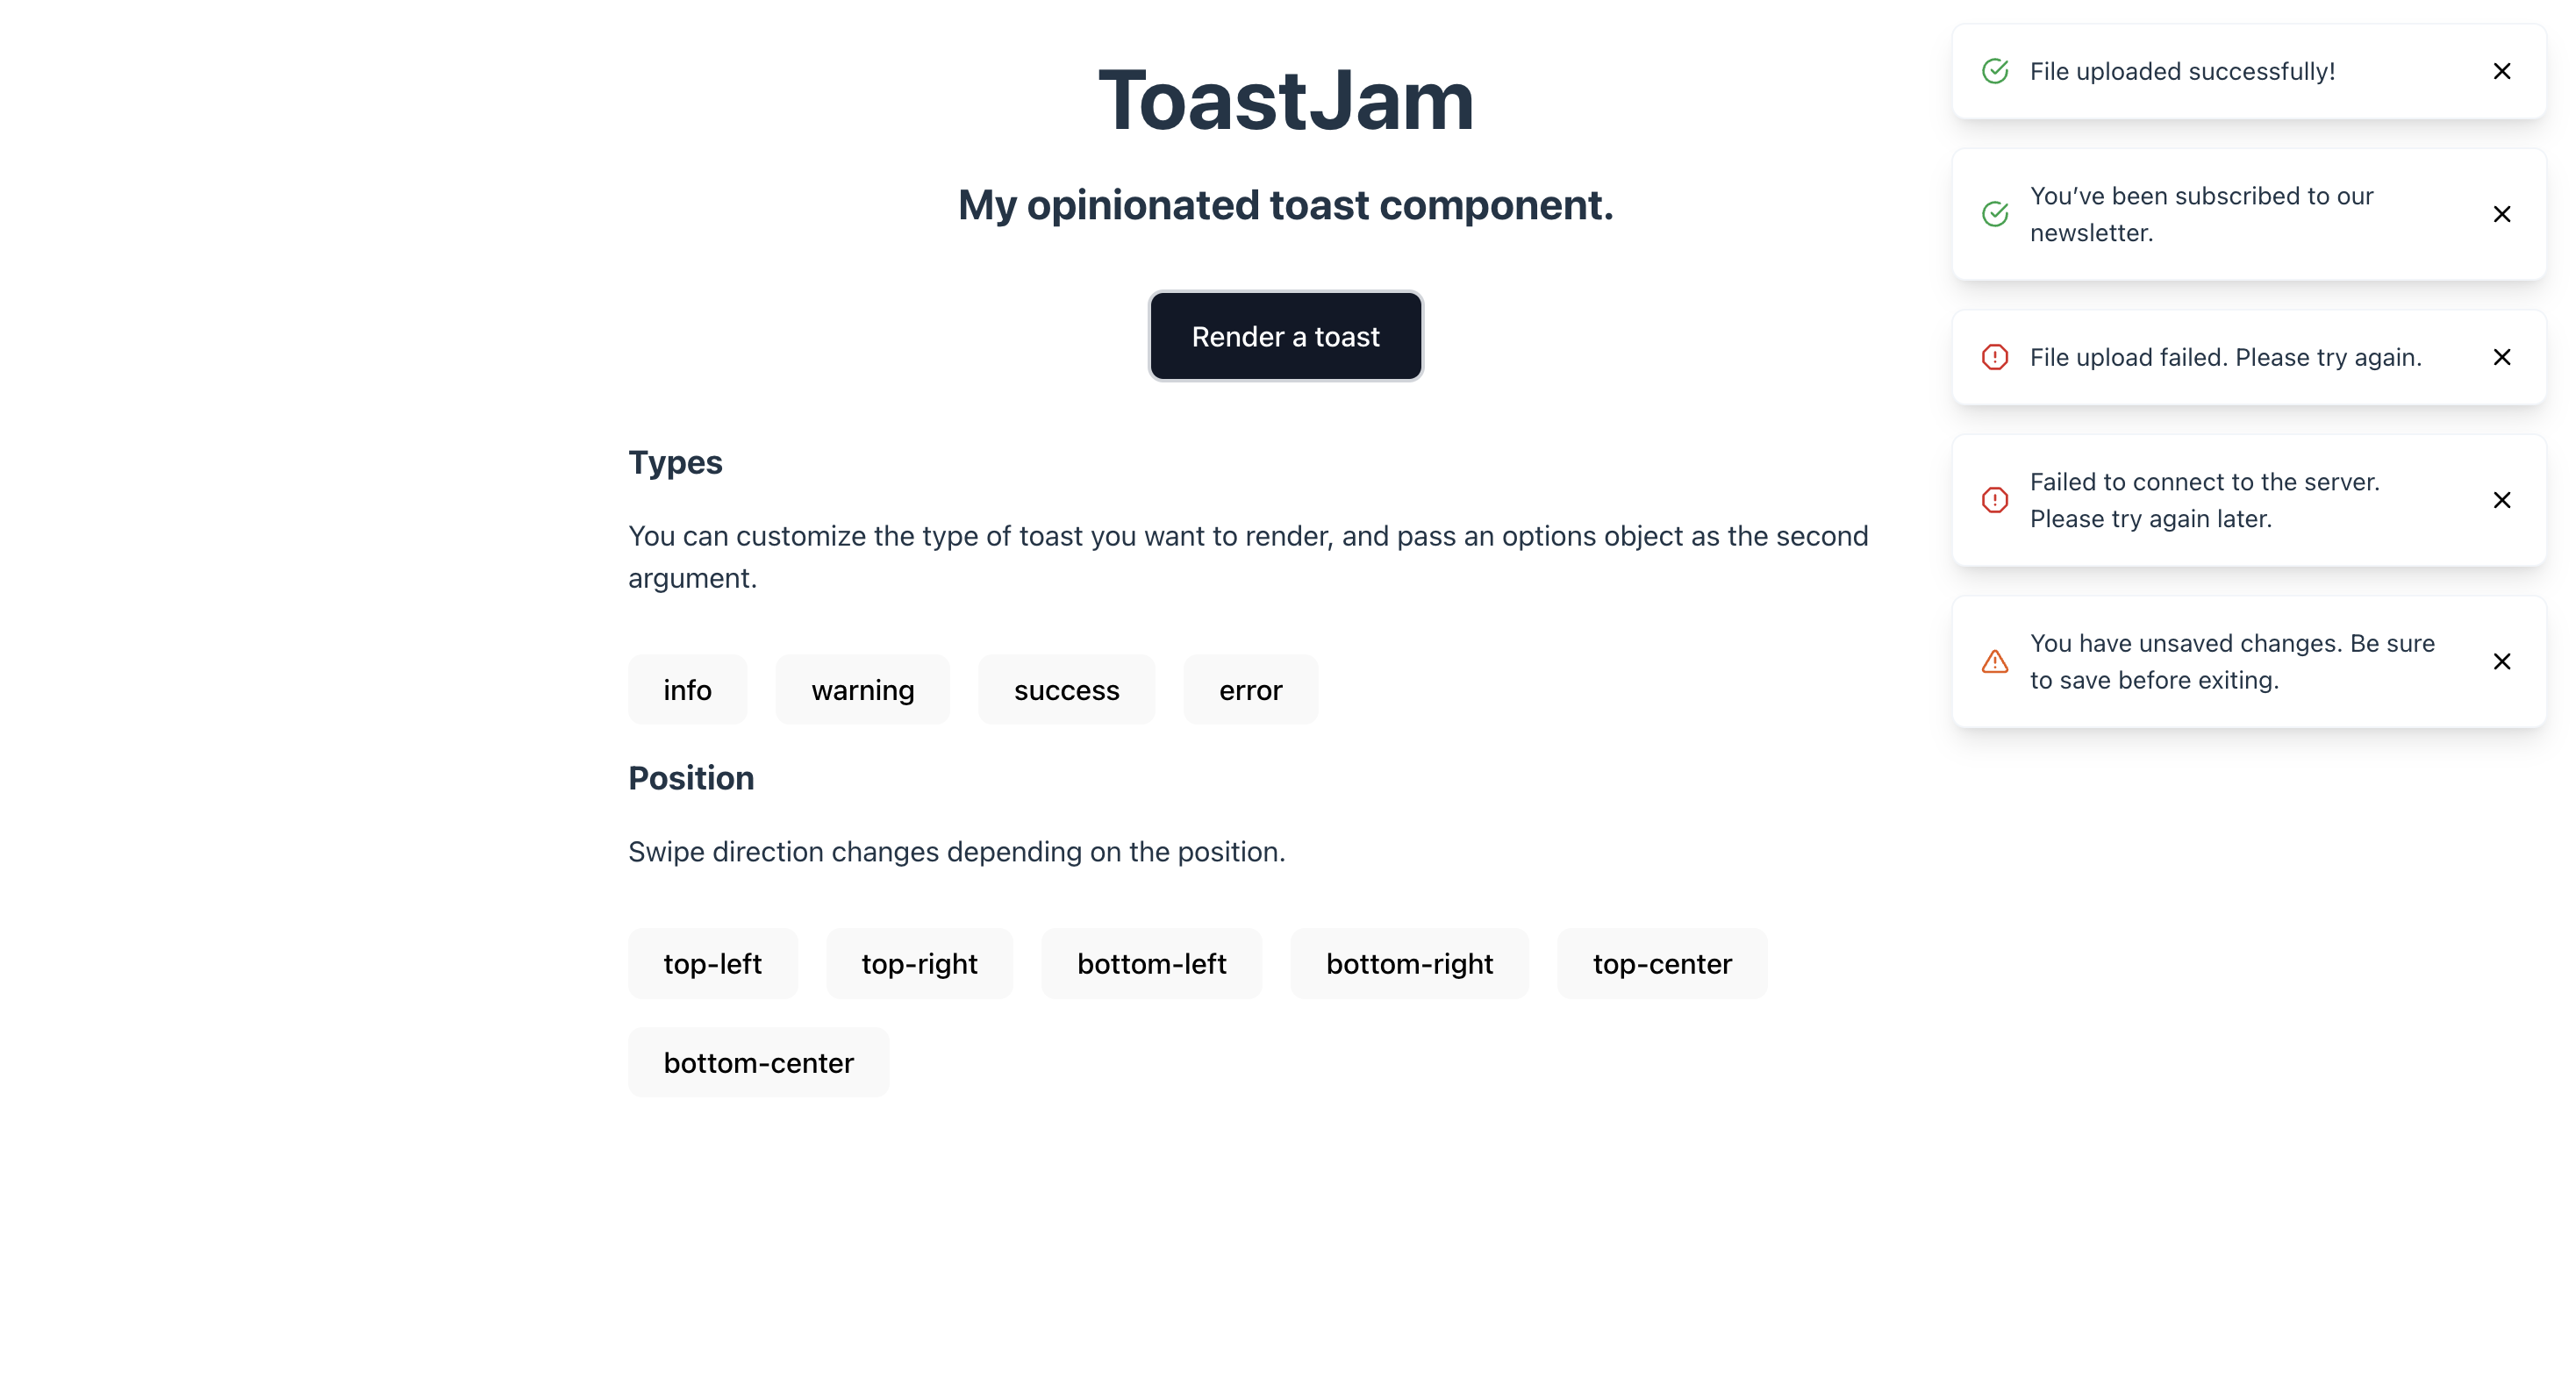 ToastJam
My opinionated toast component.
Render a toast
Types
You can customize the type of toast you want to render, and pass an options object as the second
argument.
info
warning
success
error
Position
Swipe direction changes depending on the position.
top-left
top-right
bottom-left
bottom-right
top-center
bottom-center
File uploaded successfully!
You’ve been subscribed to our
newsletter.
File upload failed. Please try again.
Failed to connect to the server.
Please try again later.
You have unsaved changes. Be sure
to save before exiting.